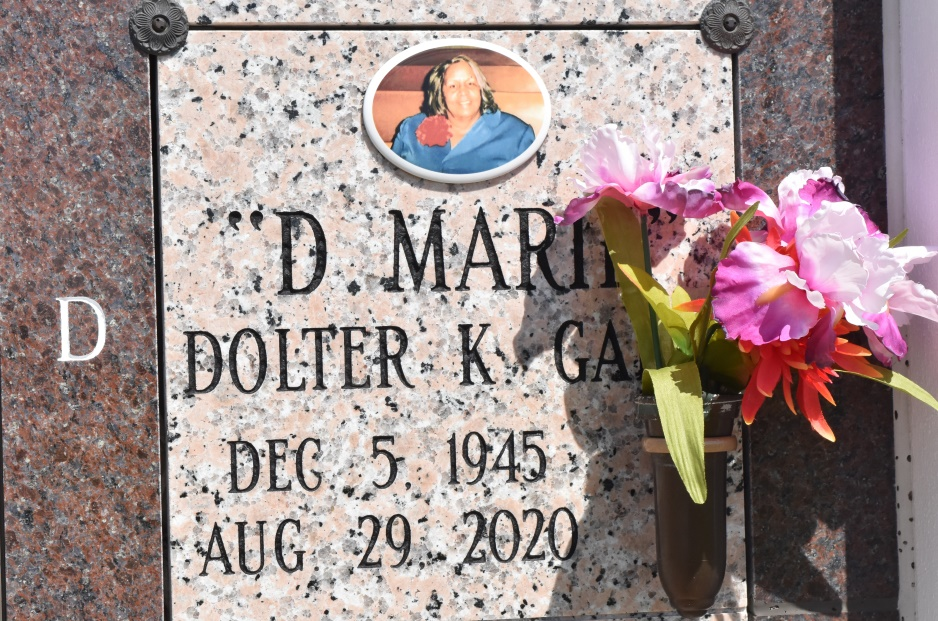 “D MARI
D
DOLTER K GA
DEC 5, 1945
AUG 29, 2020